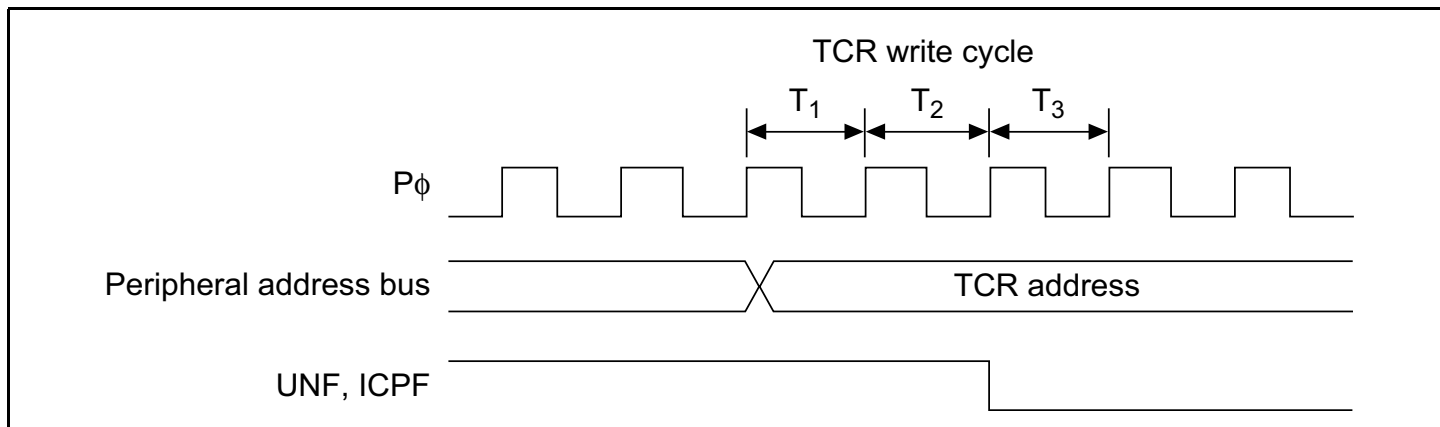 TCR write cycle
T1 T2 T3
Pϕ
Peripheral address bus
TCR address
UNF, ICPF